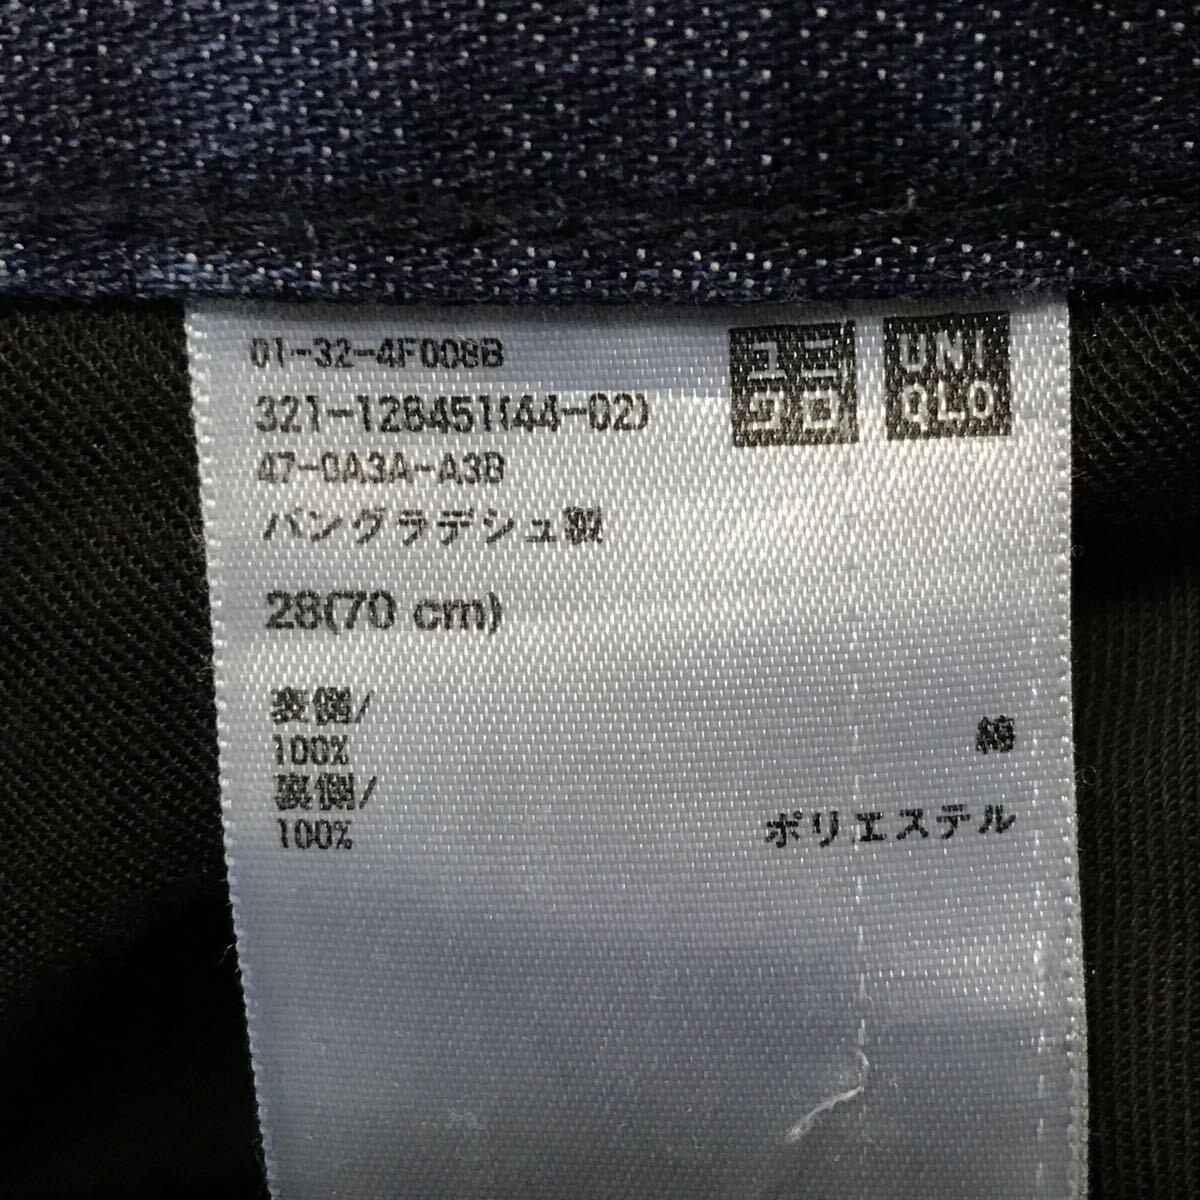 01-32-4F008B
321-128451(44-02)
47-0A3A-A3B
バングラデシュ製
ユニ
クロ
UNI
QLO
28(70 cm)
表側/
100% 綿
裏側/
100% ポリエステル